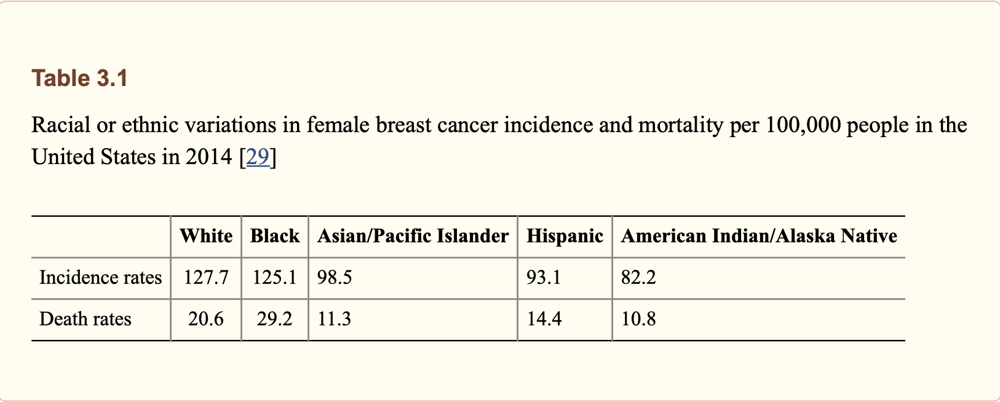 Table 3.1
Racial or ethnic variations in female breast cancer incidence and mortality per 100,000 people in the
United States in 2014 [29]
White Black Asian/Pacific Islander Hispanic American Indian/Alaska Native
Incidence rates 127.7 125.1 98.5 93.1 82.2
Death rates 20.6 29.2 11.3 14.4 10.8